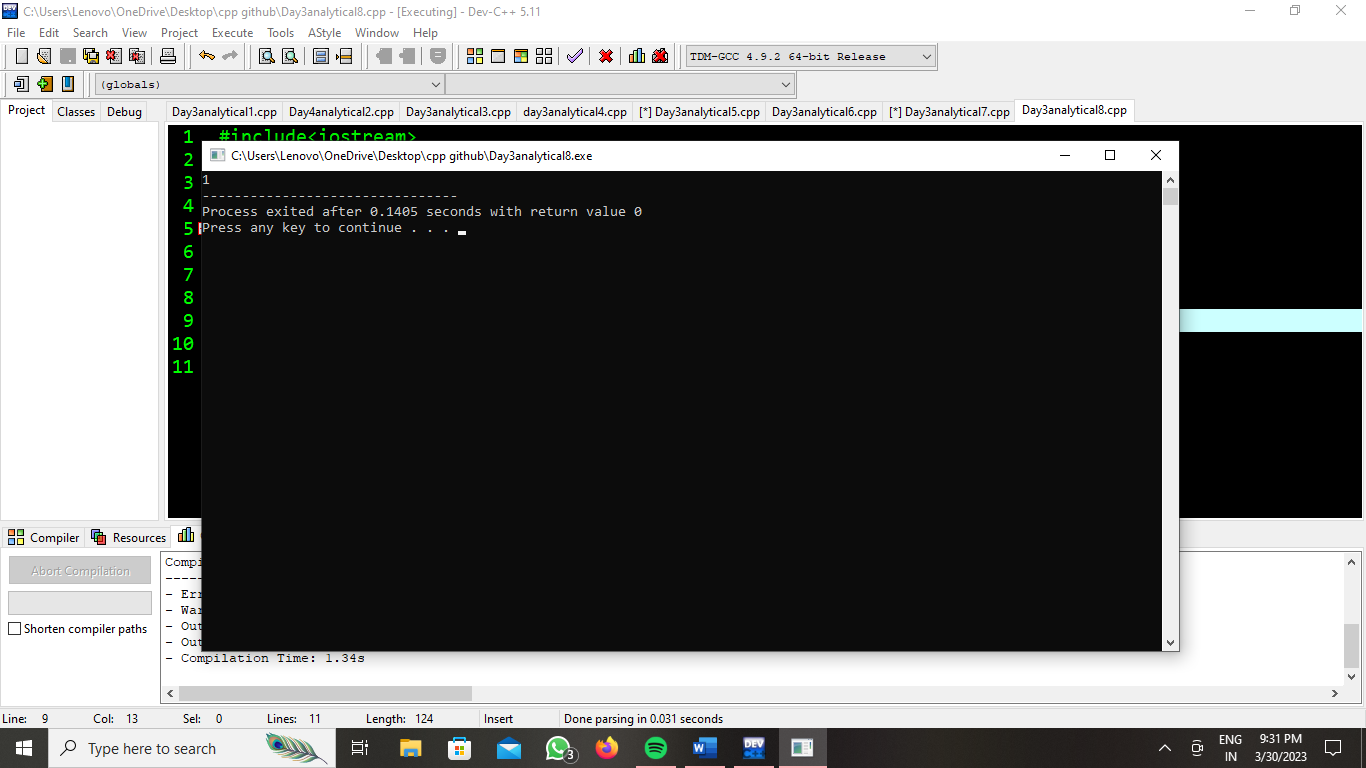 C:\Users\Lenovo\OneDrive\Desktop\cpp github\Day3analytical8.cpp - [Executing] - Dev-C++ 5.11
File Edit Search View Project Execute Tools AStyle Window Help
TDM-GCC 4.9.2 64-bit Release
(globals)
Project Classes Debug
Day3analytical1.cpp Day4analytical2.cpp Day3analytical3.cpp day3analytical4.cpp [*] Day3analytical5.cpp Day3analytical6.cpp [*] Day3analytical7.cpp Day3analytical8.cpp
1 #include<iostream>
2
3
4
5
6
7
8
9
10
11
C:\Users\Lenovo\OneDrive\Desktop\cpp github\Day3analytical8.exe
1
--------------------------------
Process exited after 0.1405 seconds with return value 0
Press any key to continue . . .
Compiler Resources
Abort Compilation
Shorten compiler paths
- Compilation Time: 1.34s
Line: 9 Col: 13 Sel: 0 Lines: 11 Length: 124 Insert Done parsing in 0.031 seconds
Type here to search
3
W
DEV
ENG
IN
9:31 PM
3/30/2023